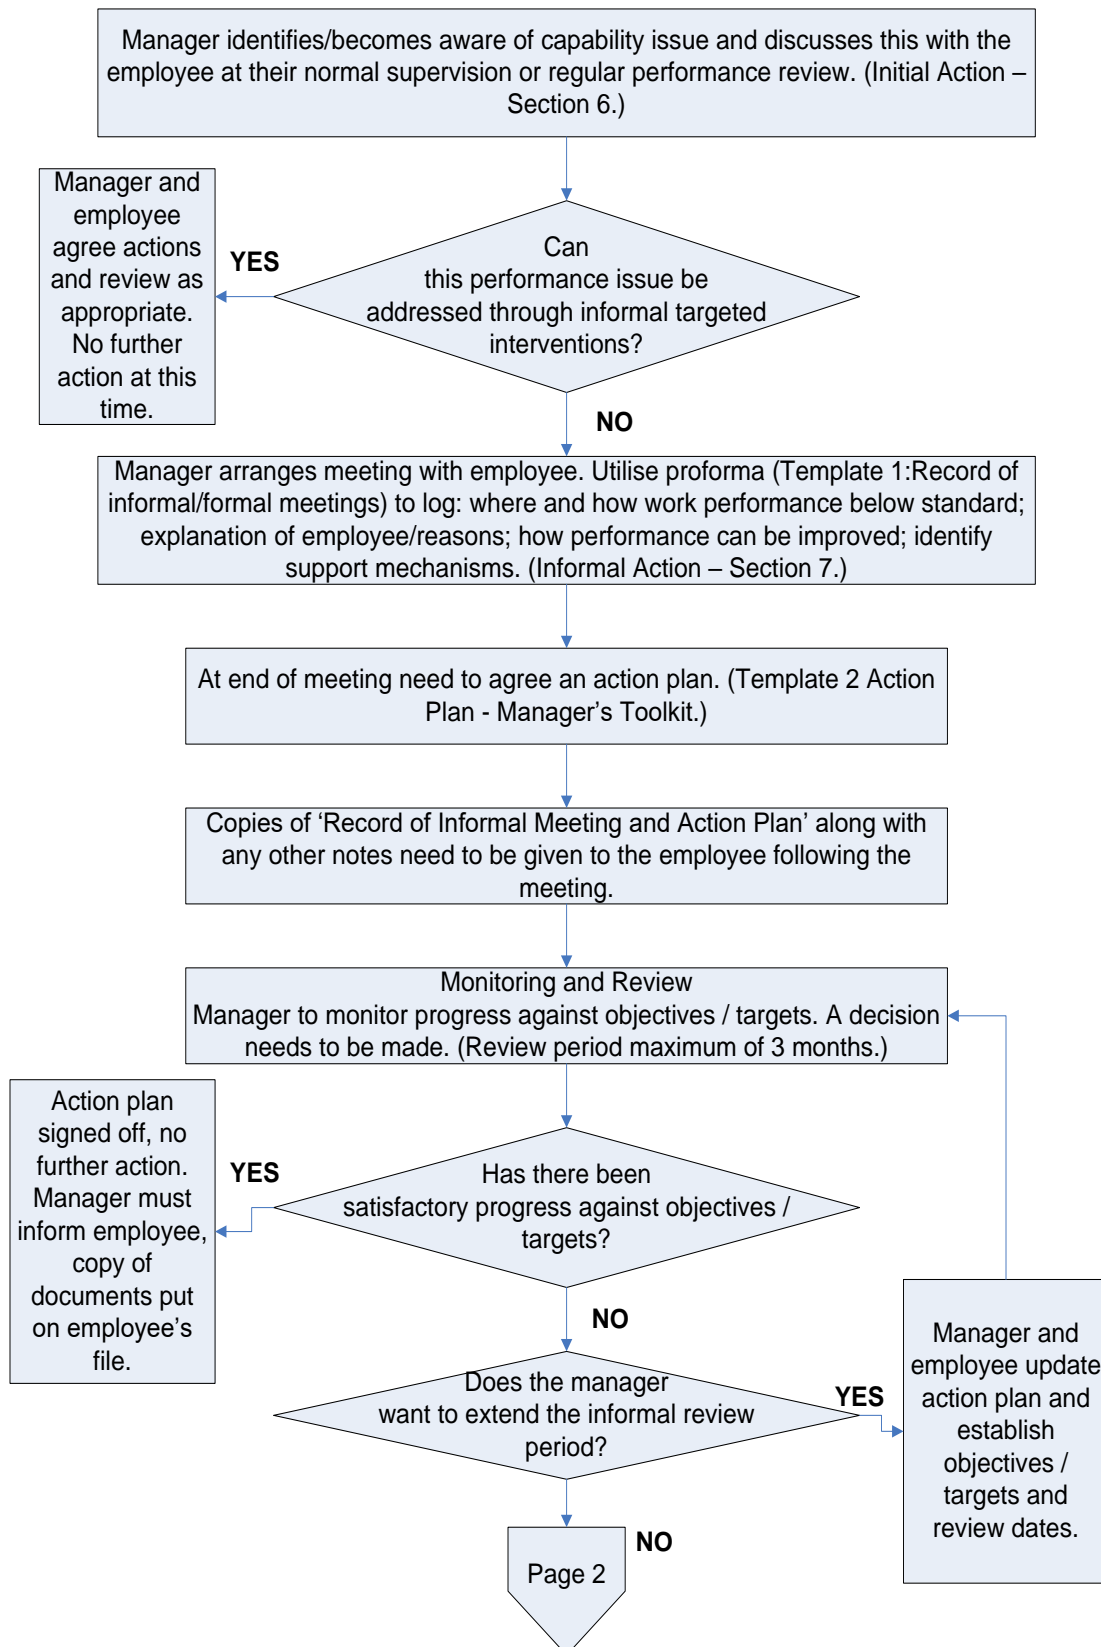 Manager identifies/becomes aware of capability issue and discusses this with the
employee at their normal supervision or regular performance review. (Initial Action –
Section 6.)
Manager and
employee
agree actions
and review as
appropriate.
No further
action at this
time.
YES
Can
this performance issue be
addressed through informal targeted
interventions?
NO
Manager arranges meeting with employee. Utilise proforma (Template 1:Record of
informal/formal meetings) to log: where and how work performance below standard;
explanation of employee/reasons; how performance can be improved; identify
support mechanisms. (Informal Action – Section 7.)
At end of meeting need to agree an action plan. (Template 2 Action
Plan - Manager’s Toolkit.)
Copies of ‘Record of Informal Meeting and Action Plan’ along with
any other notes need to be given to the employee following the
meeting.
Monitoring and Review
Manager to monitor progress against objectives / targets. A decision
needs to be made. (Review period maximum of 3 months.)
Action plan
signed off, no
further action.
Manager must
inform employee,
copy of
documents put
on employee’s
file.
YES
Has there been
satisfactory progress against objectives /
targets?
NO
Does the manager
want to extend the informal review
period?
YES
Manager and
employee update
action plan and
establish
objectives /
targets and
review dates.
NO
Page 2